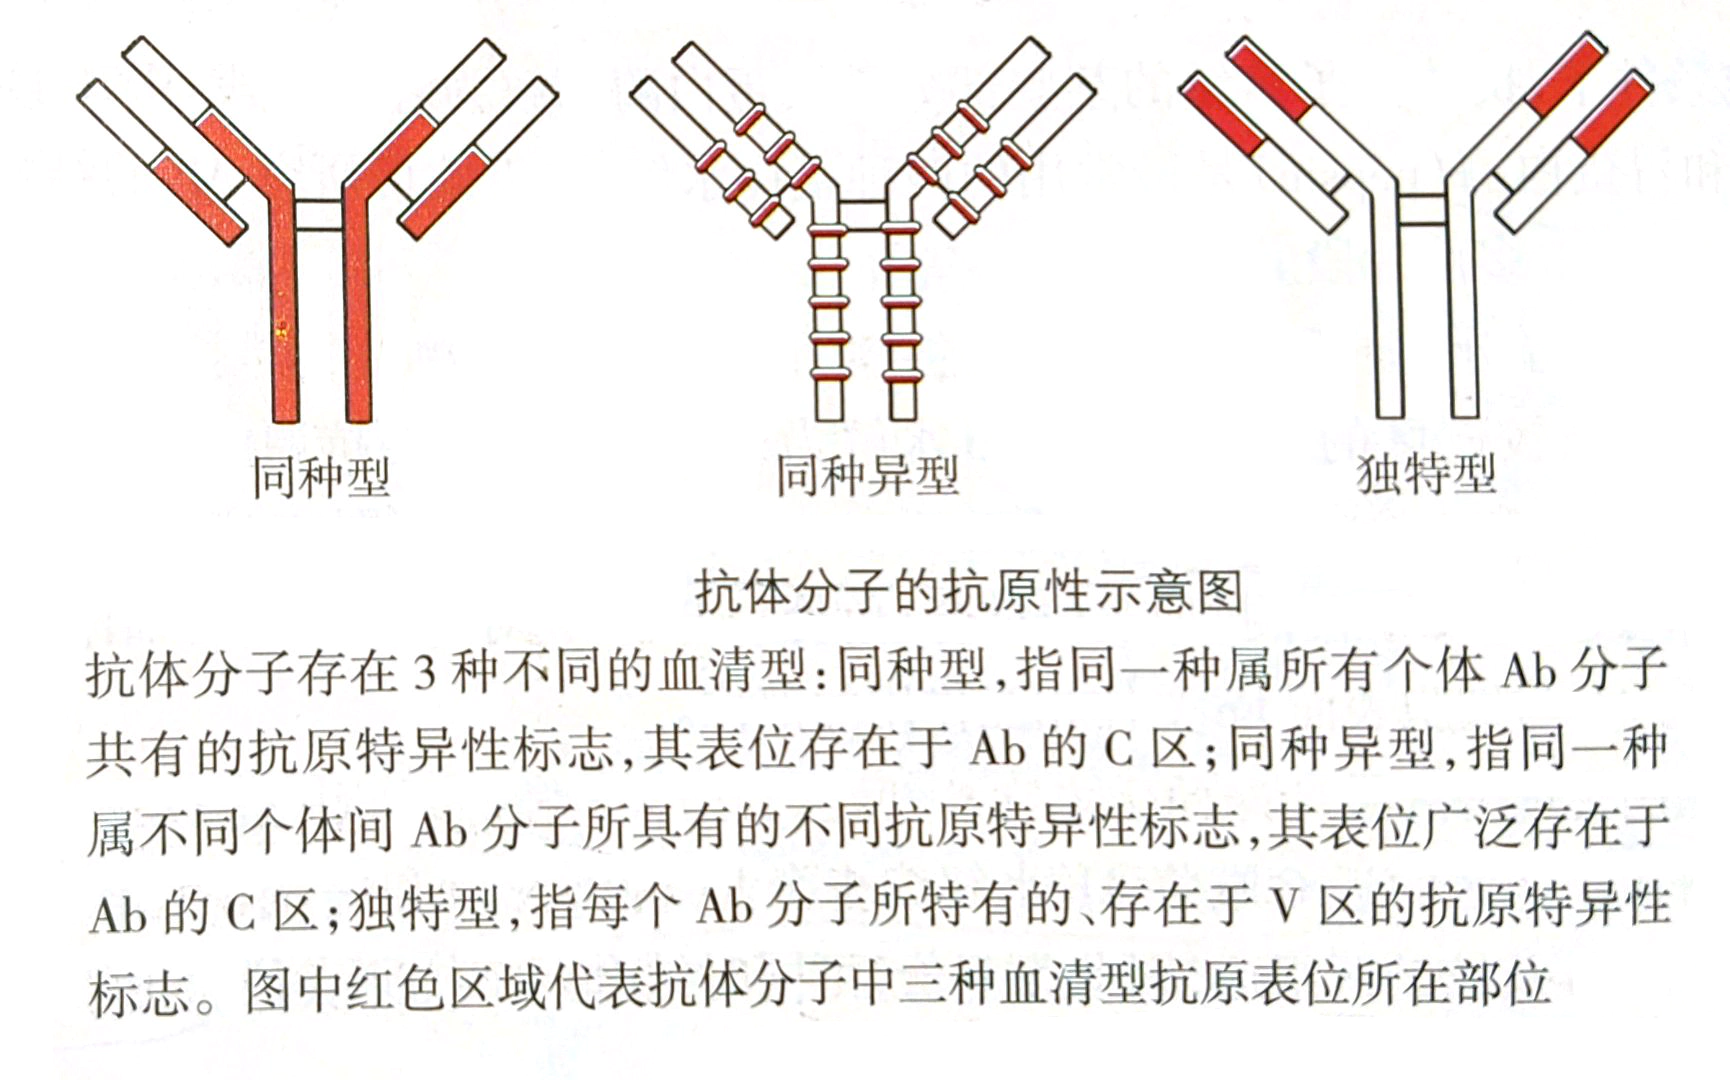 同种型
同种异型
独特型
抗体分子的抗原性示意图
抗体分子存在 3 种不同的血清型:同种型,指同一种属所有个体 Ab 分子
共有的抗原特异性标志,其表位存在于 Ab 的 C 区;同种异型,指同一种
属不同个体间 Ab 分子所具有的不同抗原特异性标志,其表位广泛存在于
Ab 的 C 区;独特型,指每个 Ab 分子所特有的、存在于 V 区的抗原特异性
标志。图中红色区域代表抗体分子中三种血清型抗原表位所在部位